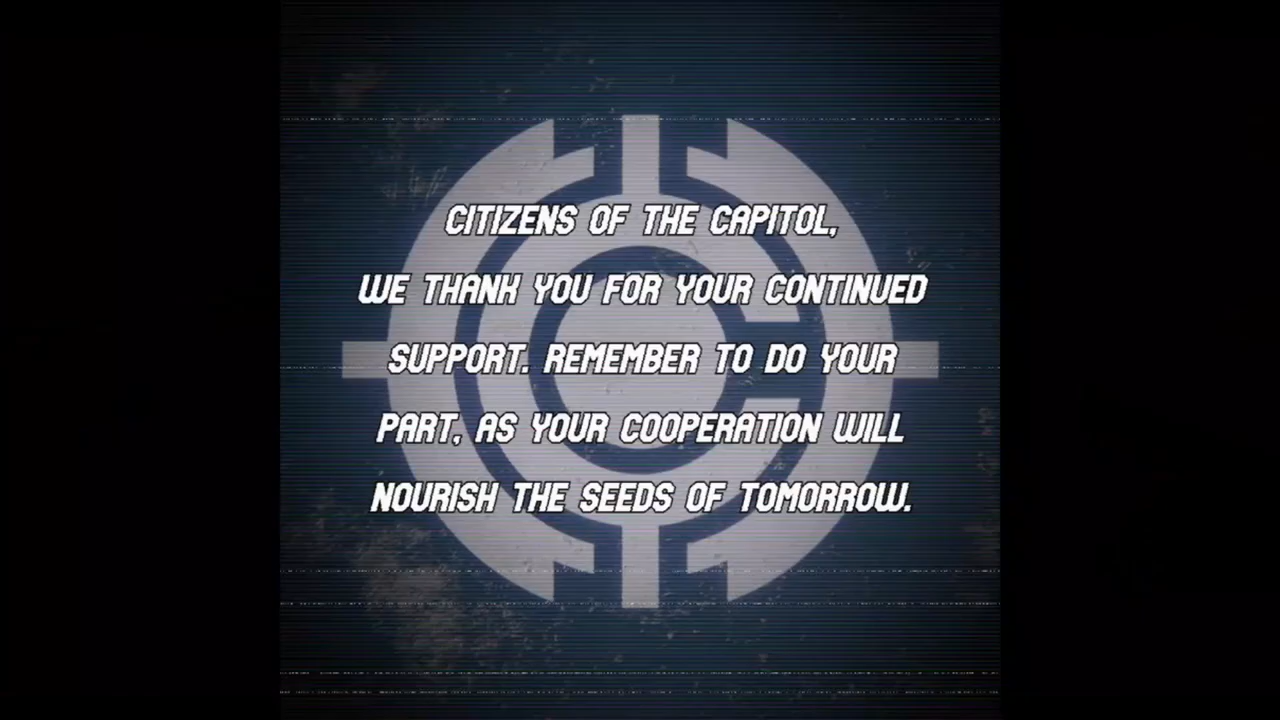 CITIZENS OF THE CAPITOL,
WE THANK YOU FOR YOUR CONTINUED
SUPPORT. REMEMBER TO DO YOUR
PART, AS YOUR COOPERATION WILL
NOURISH THE SEEDS OF TOMORROW.